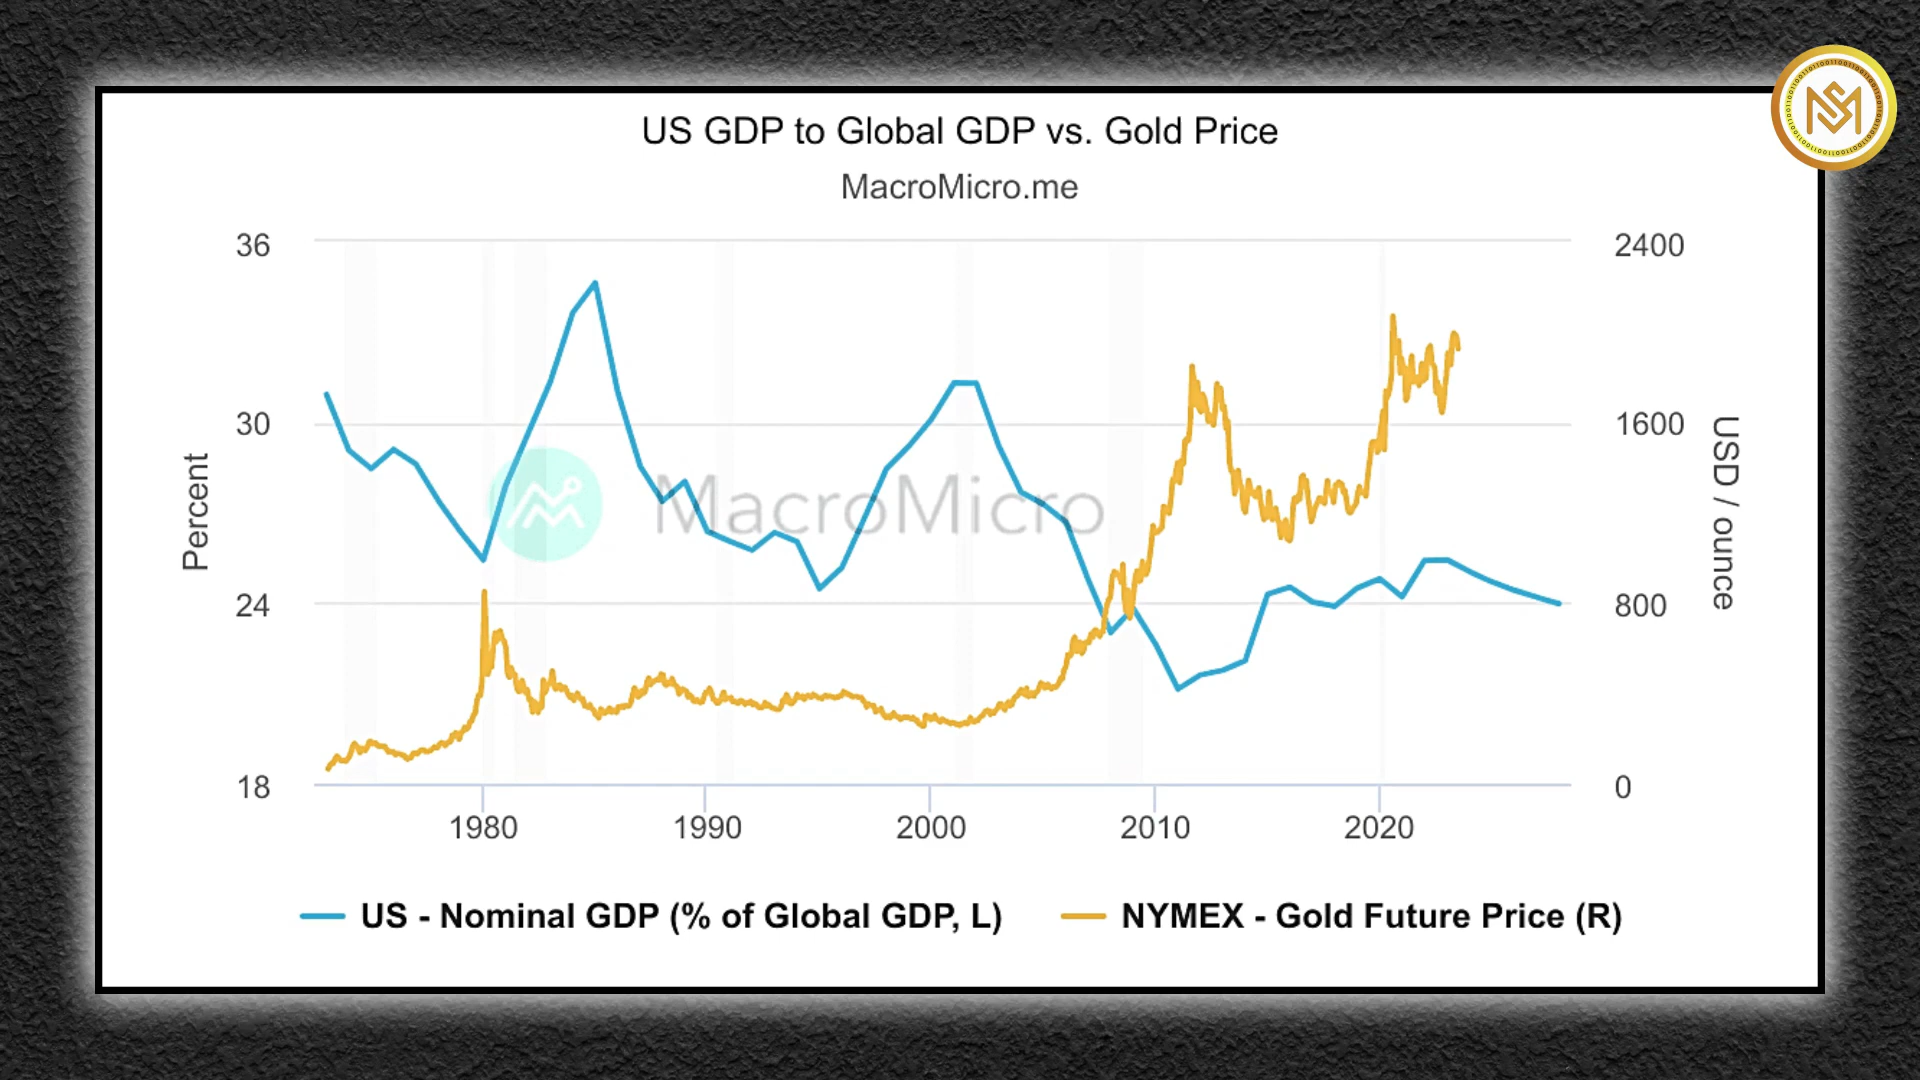 US GDP to Global GDP vs. Gold Price
MacroMicro.me
36
30
24
18
Percent
2400
1600
800
0
USD / ounce
MacroMicro
1980
1990
2000
2010
2020
US - Nominal GDP (% of Global GDP, L)
NYMEX - Gold Future Price (R)